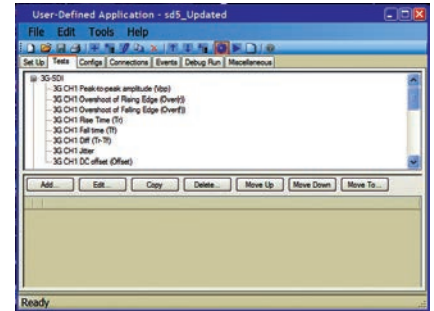 User-Defined Application - sd5_Updated
File Edit Tools Help
Set Up Tests Configs Connections Events Debug Run Miscellaneous
3G-SDI
3G CH1 Peak-to-peak amplitude (Vpp)
3G CH1 Overshoot of Rising Edge (Over(r))
3G CH1 Overshoot of Falling Edge (Over(f))
3G CH1 Rise Time (Tr)
3G CH1 Fall time (Tf)
3G CH1 Diff (Tr-Tf)
3G CH1 Jitter
3G CH1 DC offset (Offset)
Add... Edit... Copy Delete... Move Up Move Down Move To...
Ready